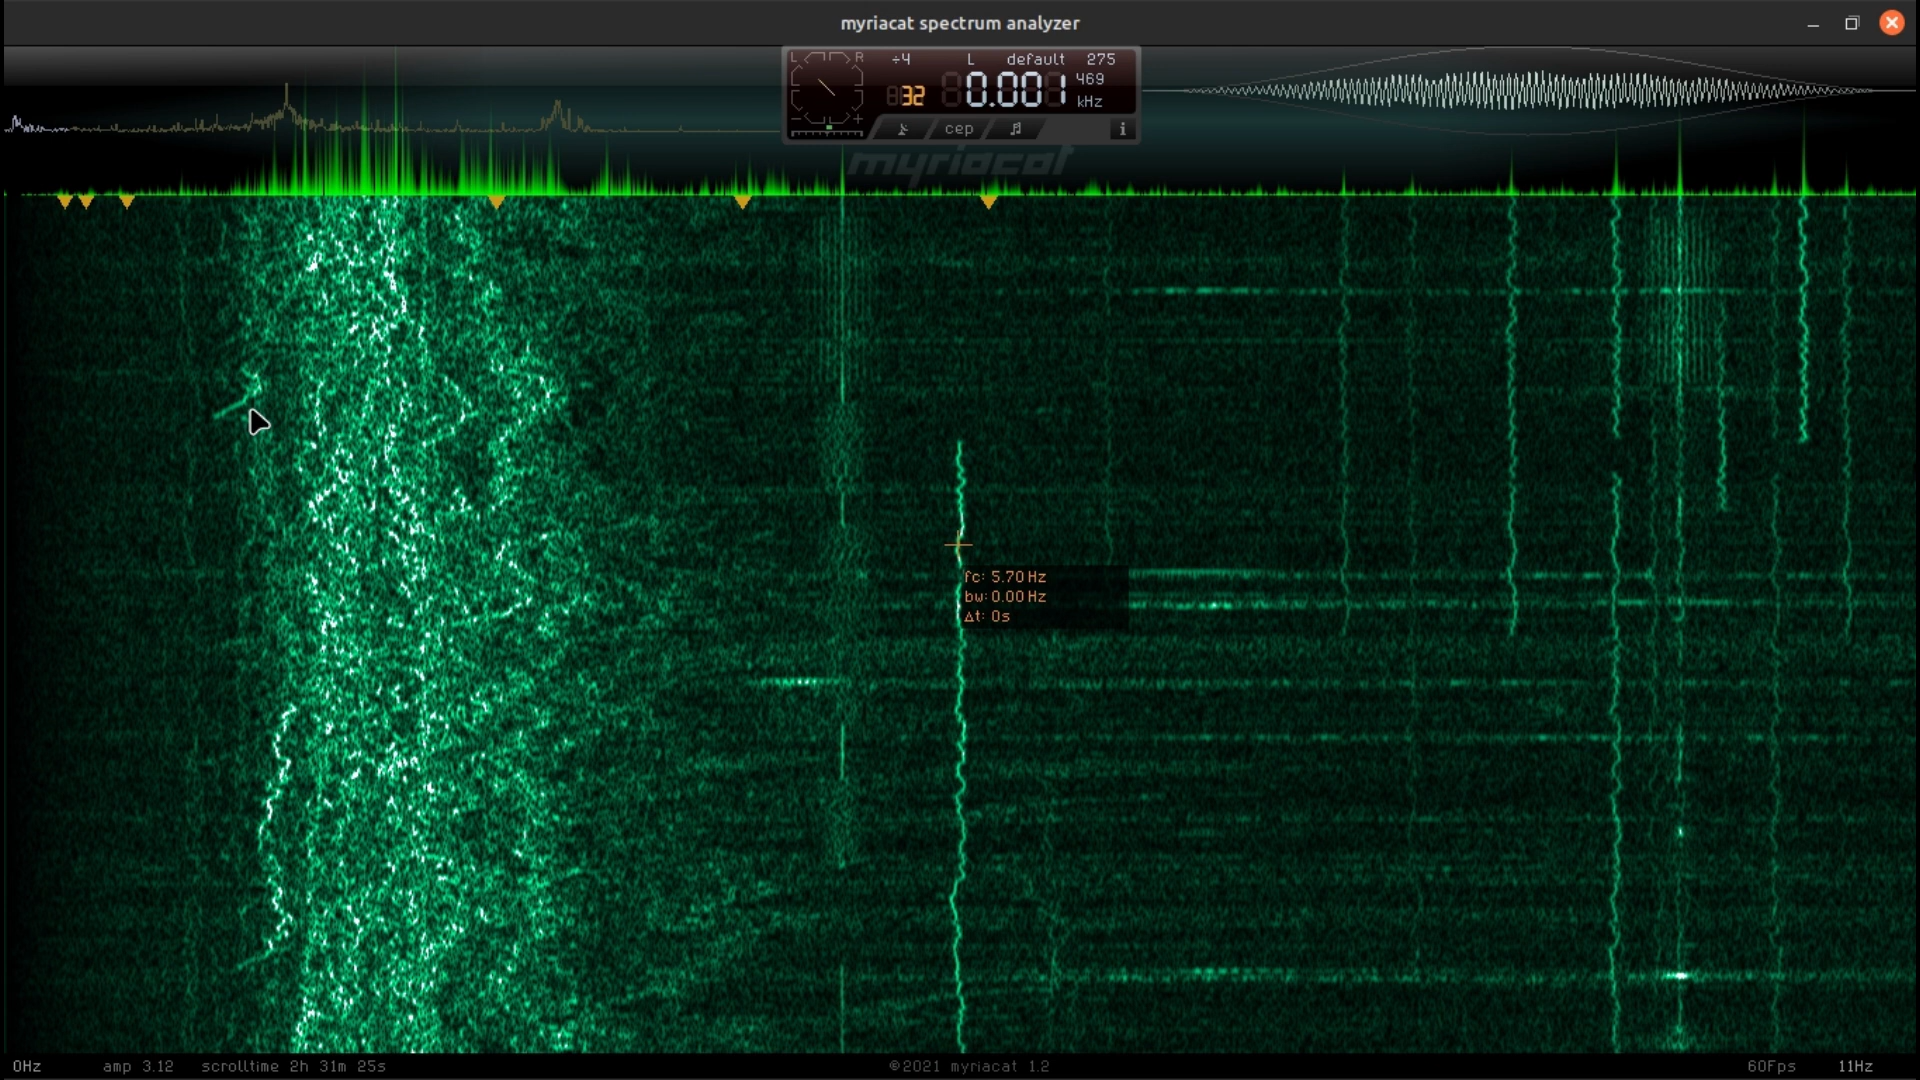 myriacat spectrum analyzer
L R ÷4 L default 275
32 0.001 469
kHz
- + cep i
myriacat
fc: 5.70 Hz
bw: 0.00 Hz
Δt: 0s
0Hz amp 3.12 scrolltime 2h 31m 25s ©2021 myriacat 1.2 60Fps 11Hz